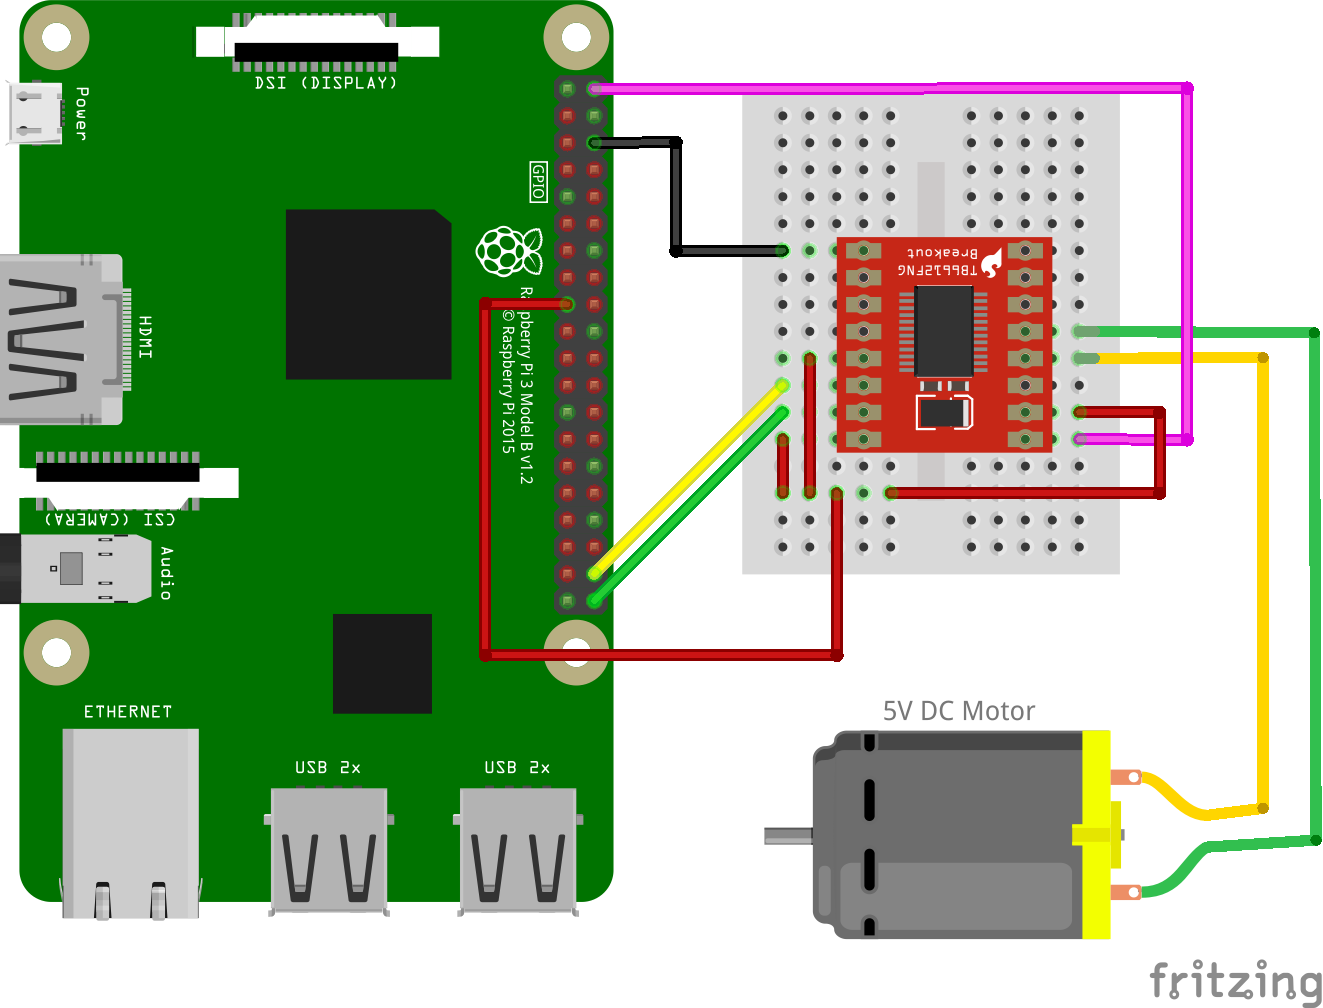 DSI (DISPLAY)
Power
GPIO
HDMI
Raspberry Pi 3 Model B v1.2
© Raspberry Pi 2015
Breakout
TB6612FNG
CSI (CAMERA)
Audio
ETHERNET
USB 2x
USB 2x
5V DC Motor
fritzing